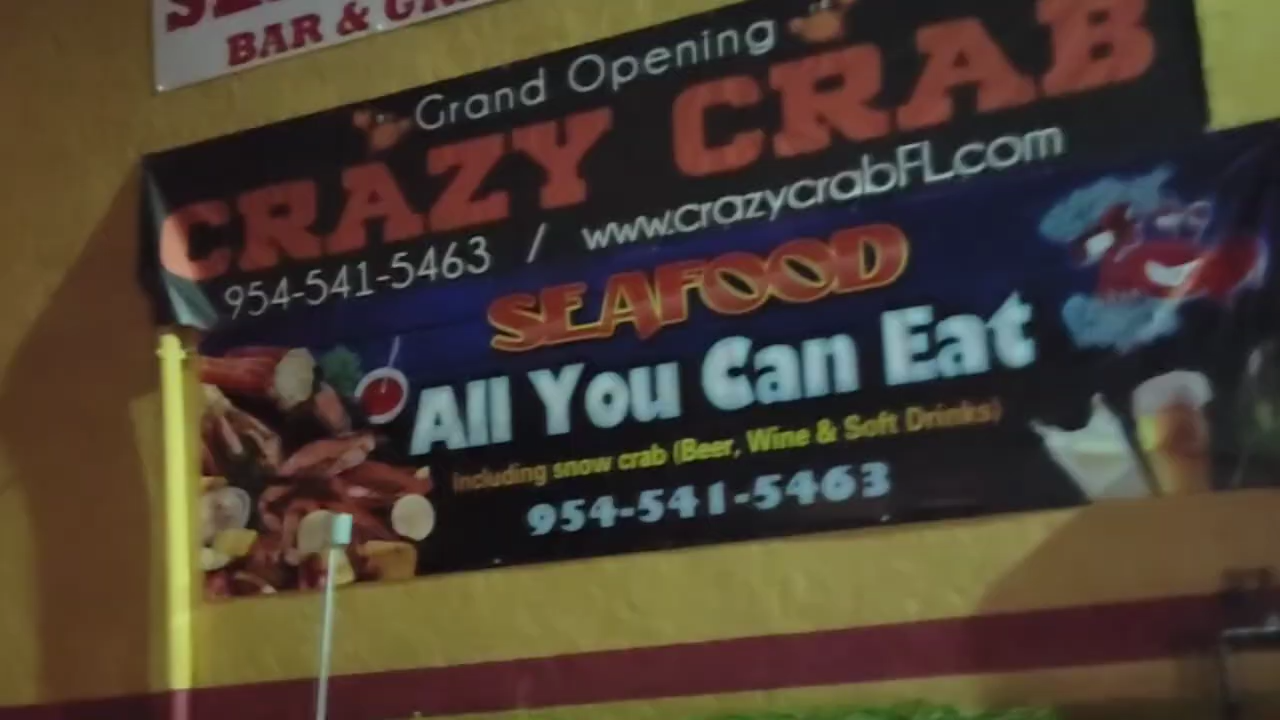 BAR &
Grand Opening
CRAZY CRAB
954-541-5463 / www.crazycrabFL.com
SEAFOOD
All You Can Eat
Including snow crab (Beer, Wine & Soft Drinks)
954-541-5463